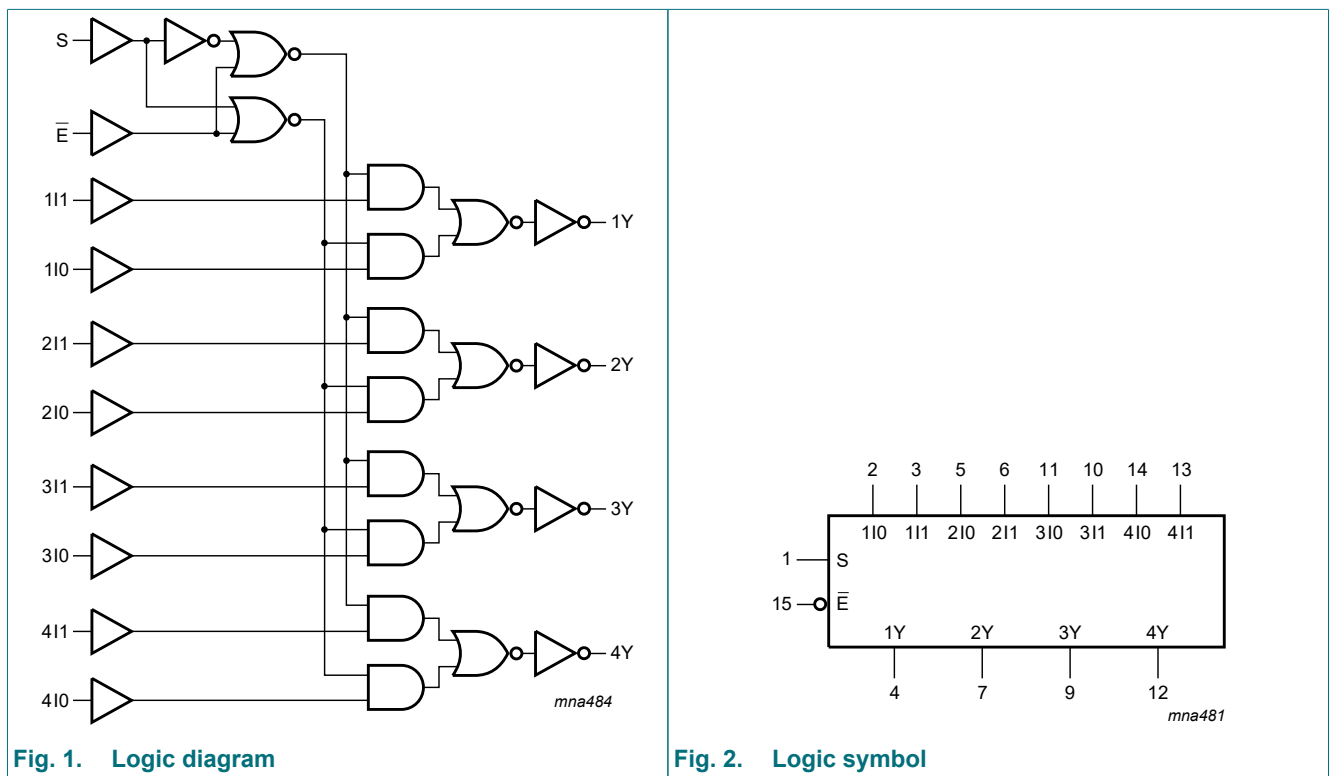 S
E̅
1I1
1I0
2I1
2I0
3I1
3I0
4I1
4I0
1Y
2Y
3Y
4Y
mna484
Fig. 1. Logic diagram
2 3 5 6 11 10 14 13
1I0 1I1 2I0 2I1 3I0 3I1 4I0 4I1
1 S
15 E̅
1Y 2Y 3Y 4Y
4 7 9 12
mna481
Fig. 2. Logic symbol